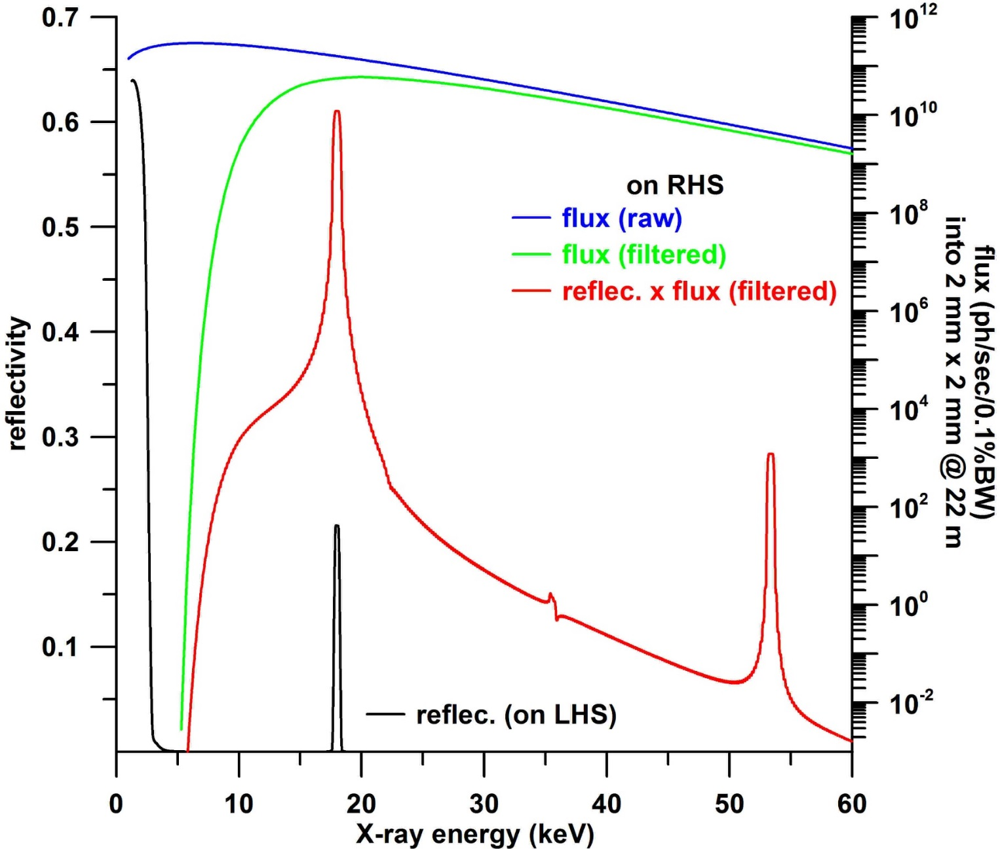 0.7
0.6
0.5
0.4
0.3
0.2
0.1
reflectivity
0
10
20
30
40
50
60
X-ray energy (keV)
10^12
10^10
10^8
10^6
10^4
10^2
10^0
10^-2
flux (ph/sec/0.1%BW)
into 2 mm x 2 mm @ 22 m
on RHS
flux (raw)
flux (filtered)
reflec. x flux (filtered)
reflec. (on LHS)